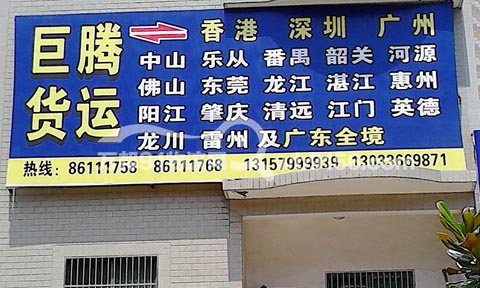 巨腾货运
香港 深圳 广州
中山 乐从 番禺 韶关 河源
佛山 东莞 龙江 湛江 惠州
阳江 肇庆 清远 江门 英德
龙川 雷州 及广东全境
热线：86111758 86111768 13157999939 13033669871